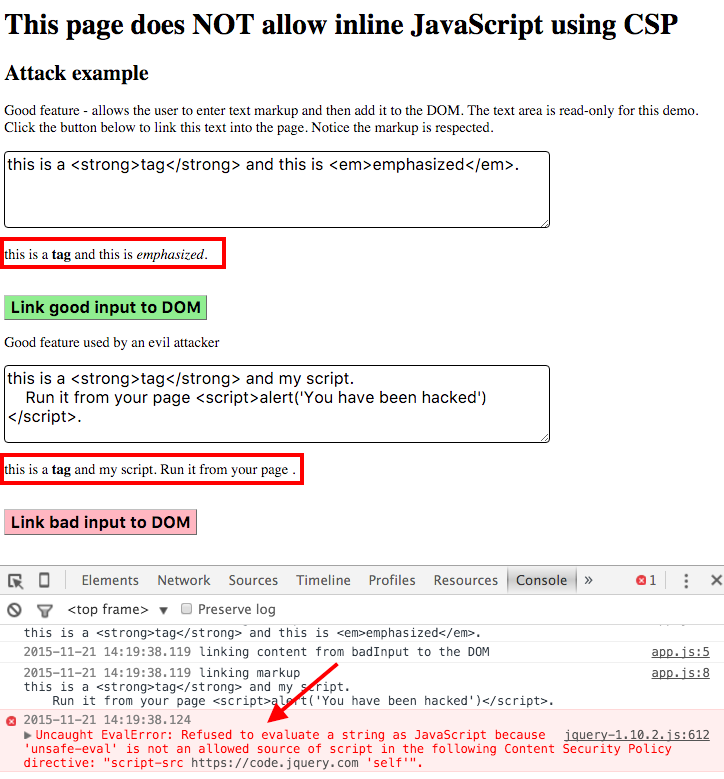 This page does NOT allow inline JavaScript using CSP
Attack example
Good feature - allows the user to enter text markup and then add it to the DOM. The text area is read-only for this demo.
Click the button below to link this text into the page. Notice the markup is respected.
this is a <strong>tag</strong> and this is <em>emphasized</em>.
this is a tag and this is emphasized.
Link good input to DOM
Good feature used by an evil attacker
this is a <strong>tag</strong> and my script.
Run it from your page <script>alert('You have been hacked')
</script>.
this is a tag and my script. Run it from your page .
Link bad input to DOM
Elements Network Sources Timeline Profiles Resources Console » 1
<top frame> ▼ Preserve log
this is a <strong>tag</strong> and this is <em>emphasized</em>.
2015-11-21 14:19:38.119 linking content from badInput to the DOM app.js:5
2015-11-21 14:19:38.119 linking markup app.js:8
this is a <strong>tag</strong> and my script.
Run it from your page <script>alert('You have been hacked')</script>.
2015-11-21 14:19:38.124
▶Uncaught EvalError: Refused to evaluate a string as JavaScript because jquery-1.10.2.js:612
'unsafe-eval' is not an allowed source of script in the following Content Security Policy
directive: "script-src https://code.jquery.com 'self'".